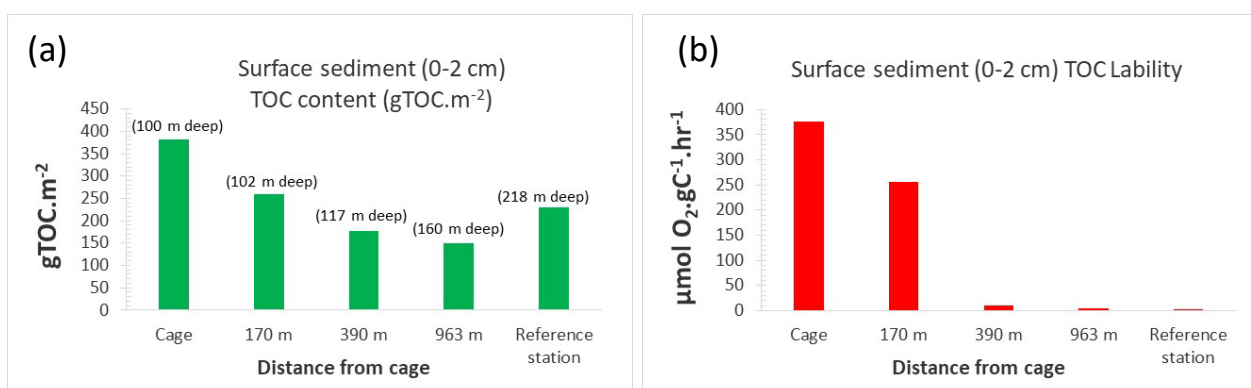 (a)
Surface sediment (0-2 cm)
TOC content (gTOC.m⁻²)
gTOC.m⁻²
450
400
350
300
250
200
150
100
50
0
(100 m deep)
(102 m deep)
(117 m deep)
(160 m deep)
(218 m deep)
Cage
170 m
390 m
963 m
Reference
station
Distance from cage
(b)
Surface sediment (0-2 cm) TOC Lability
µmol O₂.gC⁻¹.hr⁻¹
400
350
300
250
200
150
100
50
0
Cage
170 m
390 m
963 m
Reference
station
Distance from cage